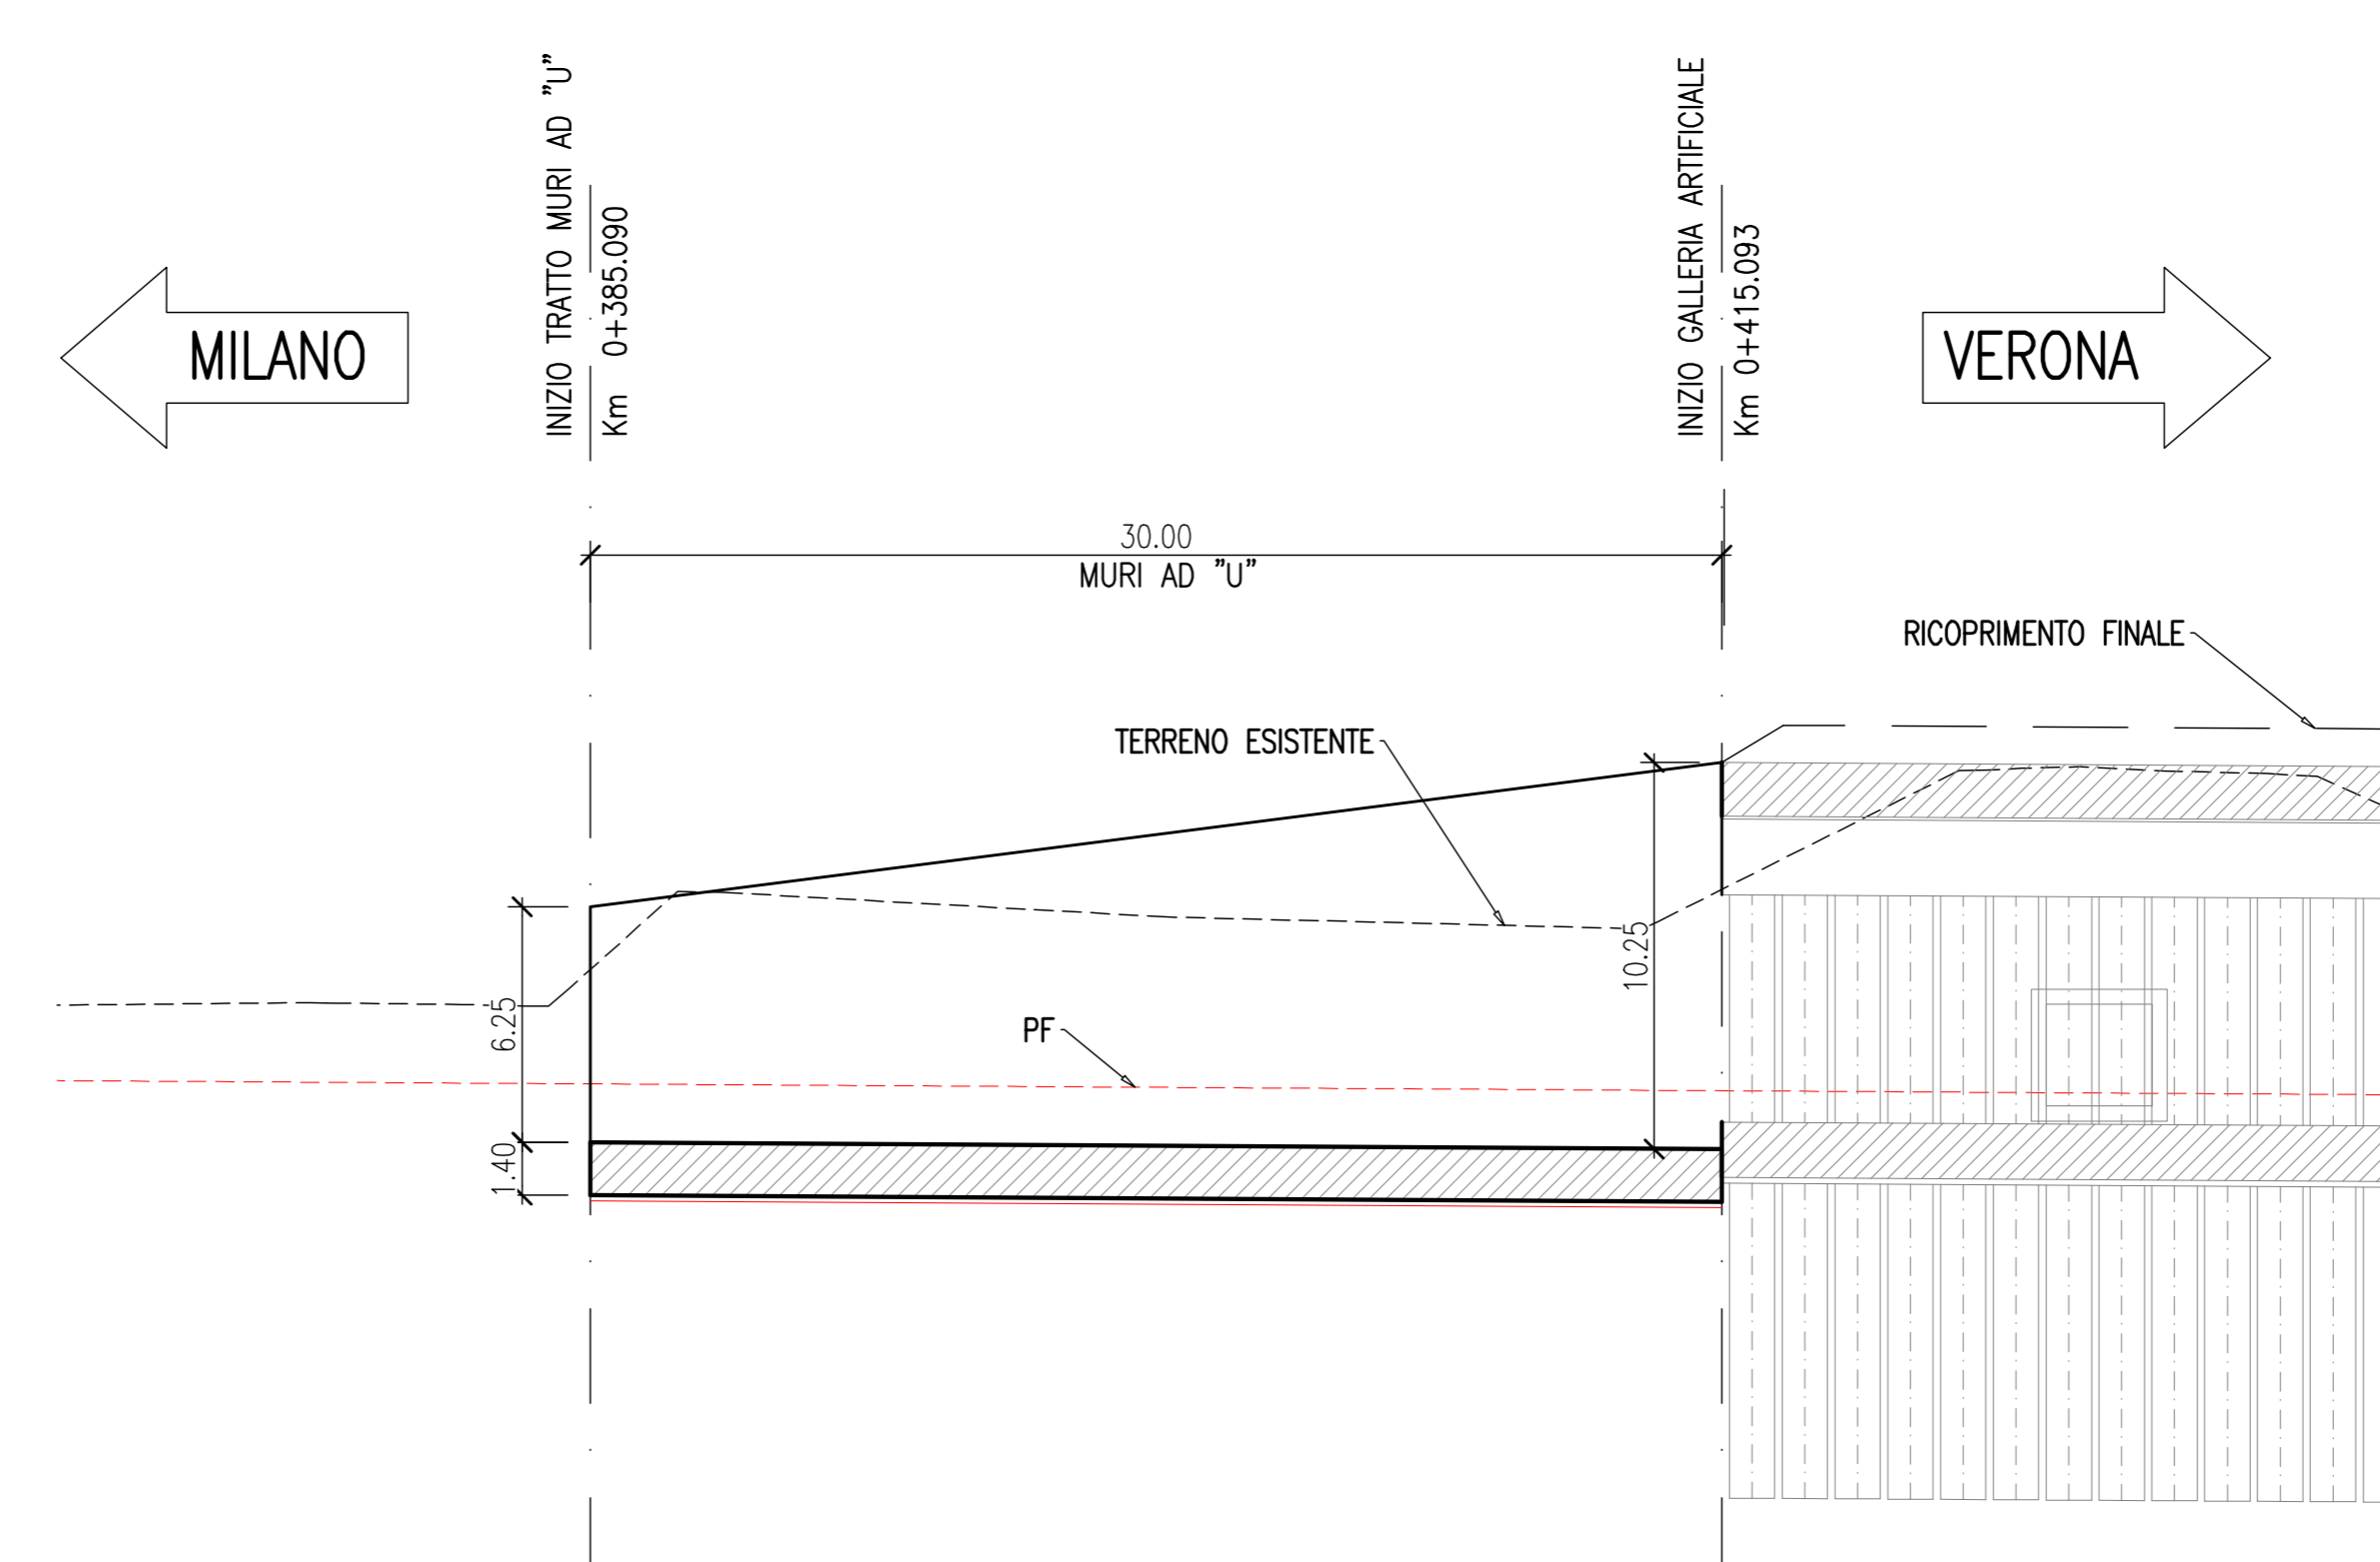 INIZIO TRATTO MURI AD "U"
Km 0+385.090
INIZIO GALLERIA ARTIFICIALE
Km 0+415.093
MILANO
VERONA
30.00
MURI AD "U"
RICOPRIMENTO FINALE
TERRENO ESISTENTE
10.25
6.25
PF
1.40